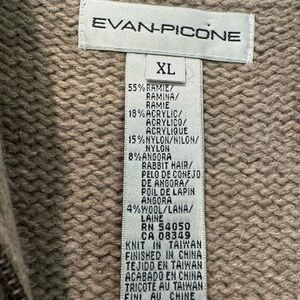 EVAN-PICONE
XL
55% RAMIE/
RAMINA/
RAMIE
18% ACRYLIC/
ACRYLICO/
ACRYLIQUE
15% NYLON/NILON/
NYLON
8% ANGORA
RABBIT HAIR/
PELO DE CONEJO
DE ANGORA/
POIL DE LAPIN
ANGORA
4% WOOL/LANA/
LAINE
RN 54050
CA 08349
KNIT IN TAIWAN
FINISHED IN CHINA
TEJIDO EN TAIWAN
ACABADO EN CHINA
TRICOTE AU TAIWAN
FINI AU CHINE